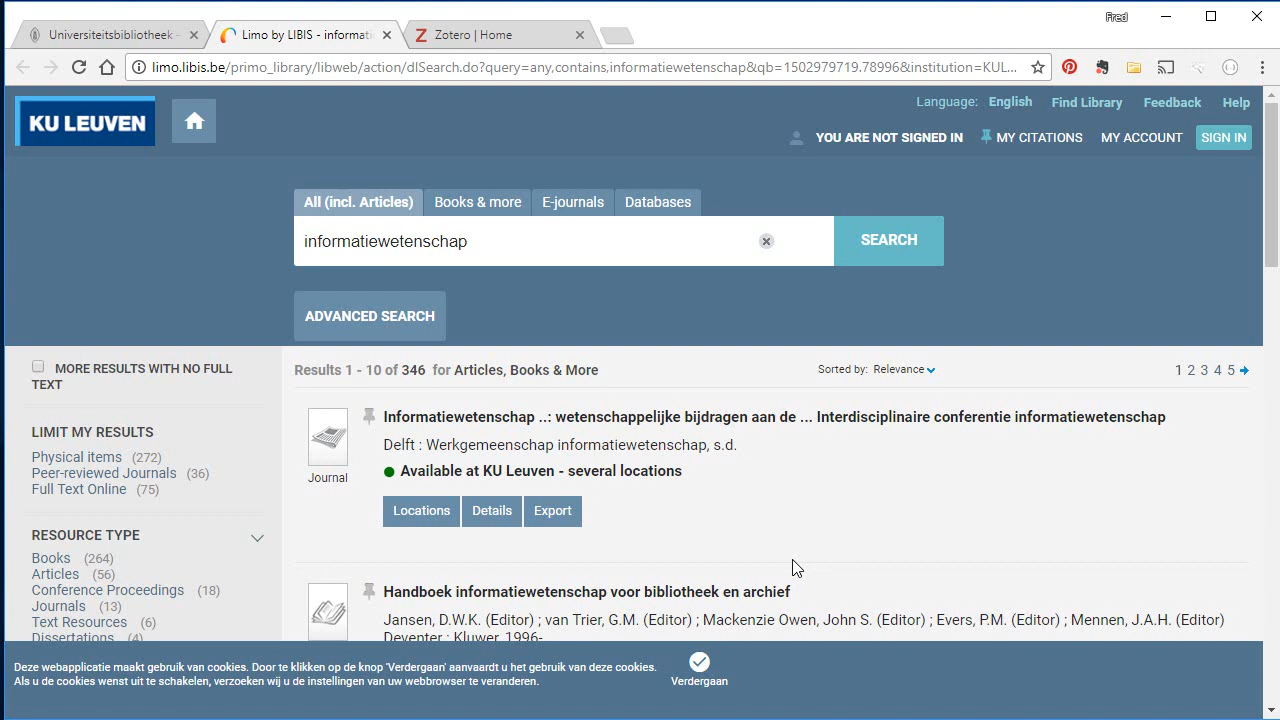 Fred
Universiteitsbibliotheek
Limo by LIBIS - informati
Zotero | Home
limo.libis.be/primo_library/libweb/action/dlSearch.do?query=any,contains,informatiewetenschap&qb=1502979719.78996&institution=KUL...
KU LEUVEN
Language: English Find Library Feedback Help
YOU ARE NOT SIGNED IN MY CITATIONS MY ACCOUNT SIGN IN
All (incl. Articles) Books & more E-journals Databases
informatiewetenschap
SEARCH
ADVANCED SEARCH
MORE RESULTS WITH NO FULL
TEXT
LIMIT MY RESULTS
Physical items (272)
Peer-reviewed Journals (36)
Full Text Online (75)
RESOURCE TYPE
Books (264)
Articles (56)
Conference Proceedings (18)
Journals (13)
Text Resources (6)
Dissertations (4)
Results 1 - 10 of 346 for Articles, Books & More
Sorted by: Relevance
1 2 3 4 5
Journal
Informatiewetenschap ..: wetenschappelijke bijdragen aan de ... Interdisciplinaire conferentie informatiewetenschap
Delft : Werkgemeenschap informatiewetenschap, s.d.
Available at KU Leuven - several locations
Locations Details Export
Handboek informatiewetenschap voor bibliotheek en archief
Jansen, D.W.K. (Editor) ; van Trier, G.M. (Editor) ; Mackenzie Owen, John S. (Editor) ; Evers, P.M. (Editor) ; Mennen, J.A.H. (Editor)
Deventer : Kluwer, 1996-
Deze webapplicatie maakt gebruik van cookies. Door te klikken op de knop 'Verdergaan' aanvaardt u het gebruik van deze cookies.
Als u de cookies wenst uit te schakelen, verzoeken wij u de instellingen van uw webbrowser te veranderen.
Verdergaan